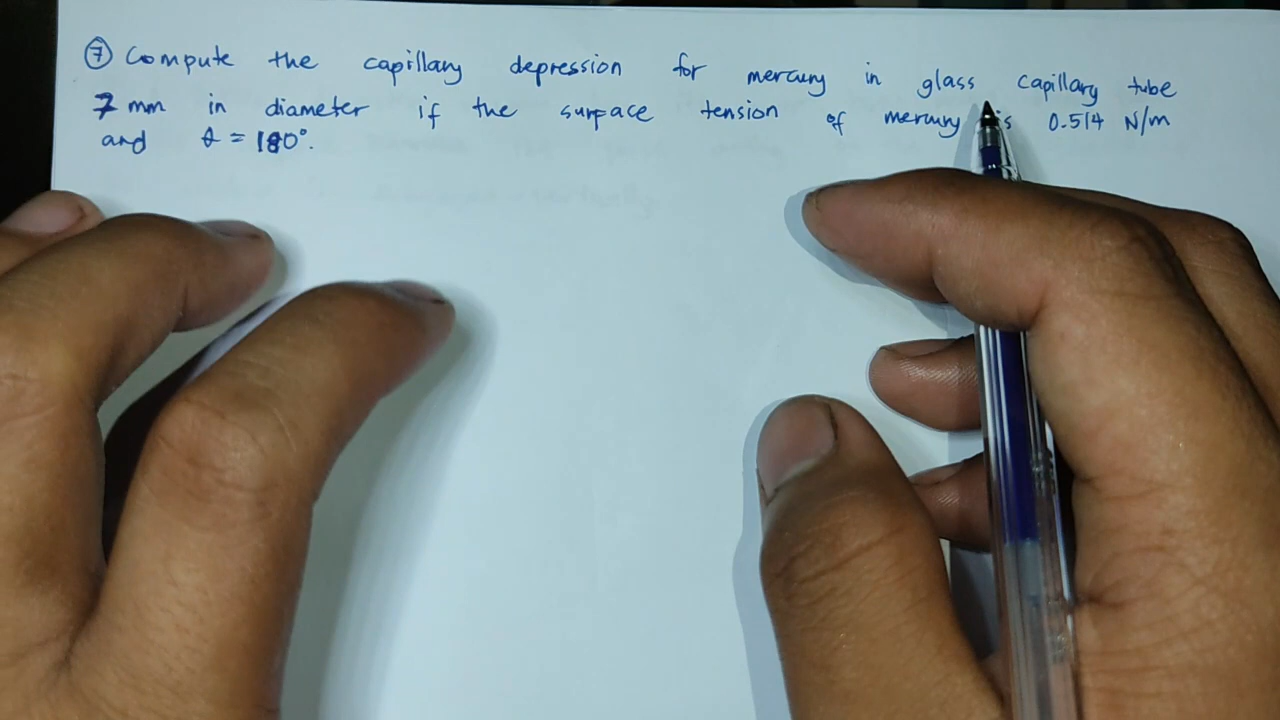 ⑦ Compute the capillary depression for mercury in glass capillary tube
7 mm in diameter if the surpace tension of mercury is 0.514 N/m
and θ = 180°.